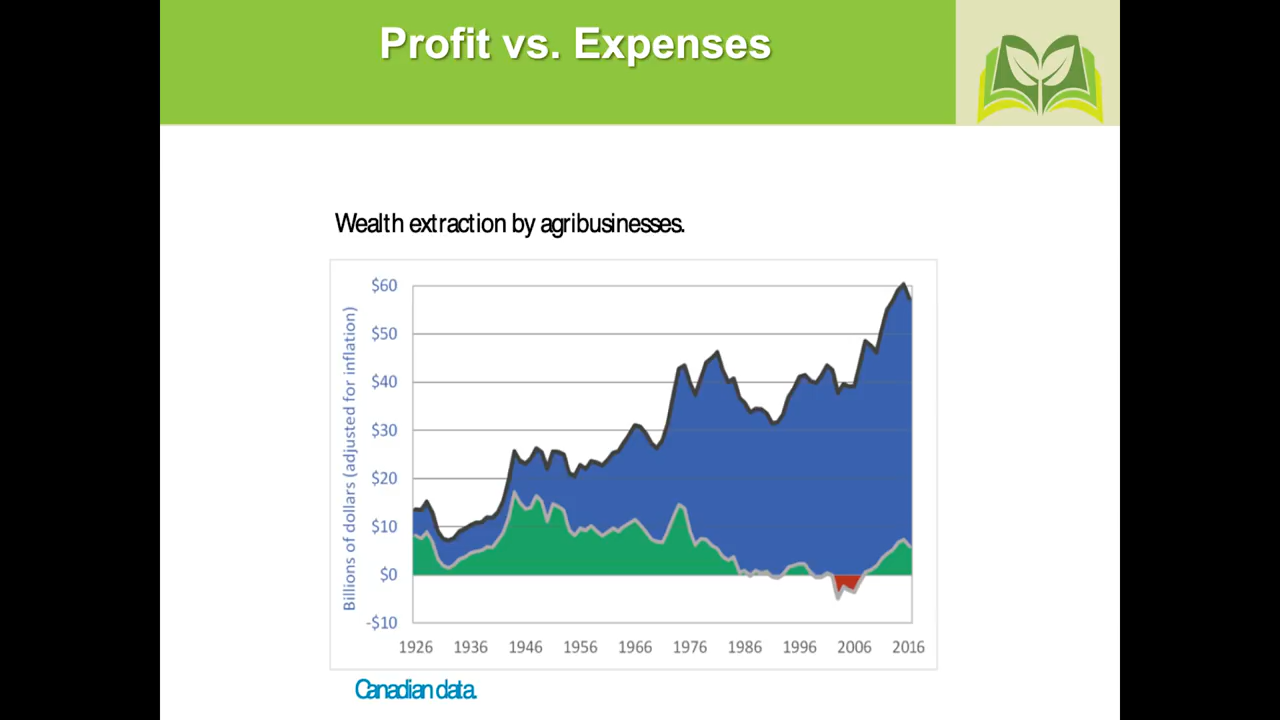 Profit vs. Expenses
Wealth extraction by agribusinesses.
Billions of dollars (adjusted for inflation)
$60
$50
$40
$30
$20
$10
$0
-$10
1926 1936 1946 1956 1966 1976 1986 1996 2006 2016
Canadian data.